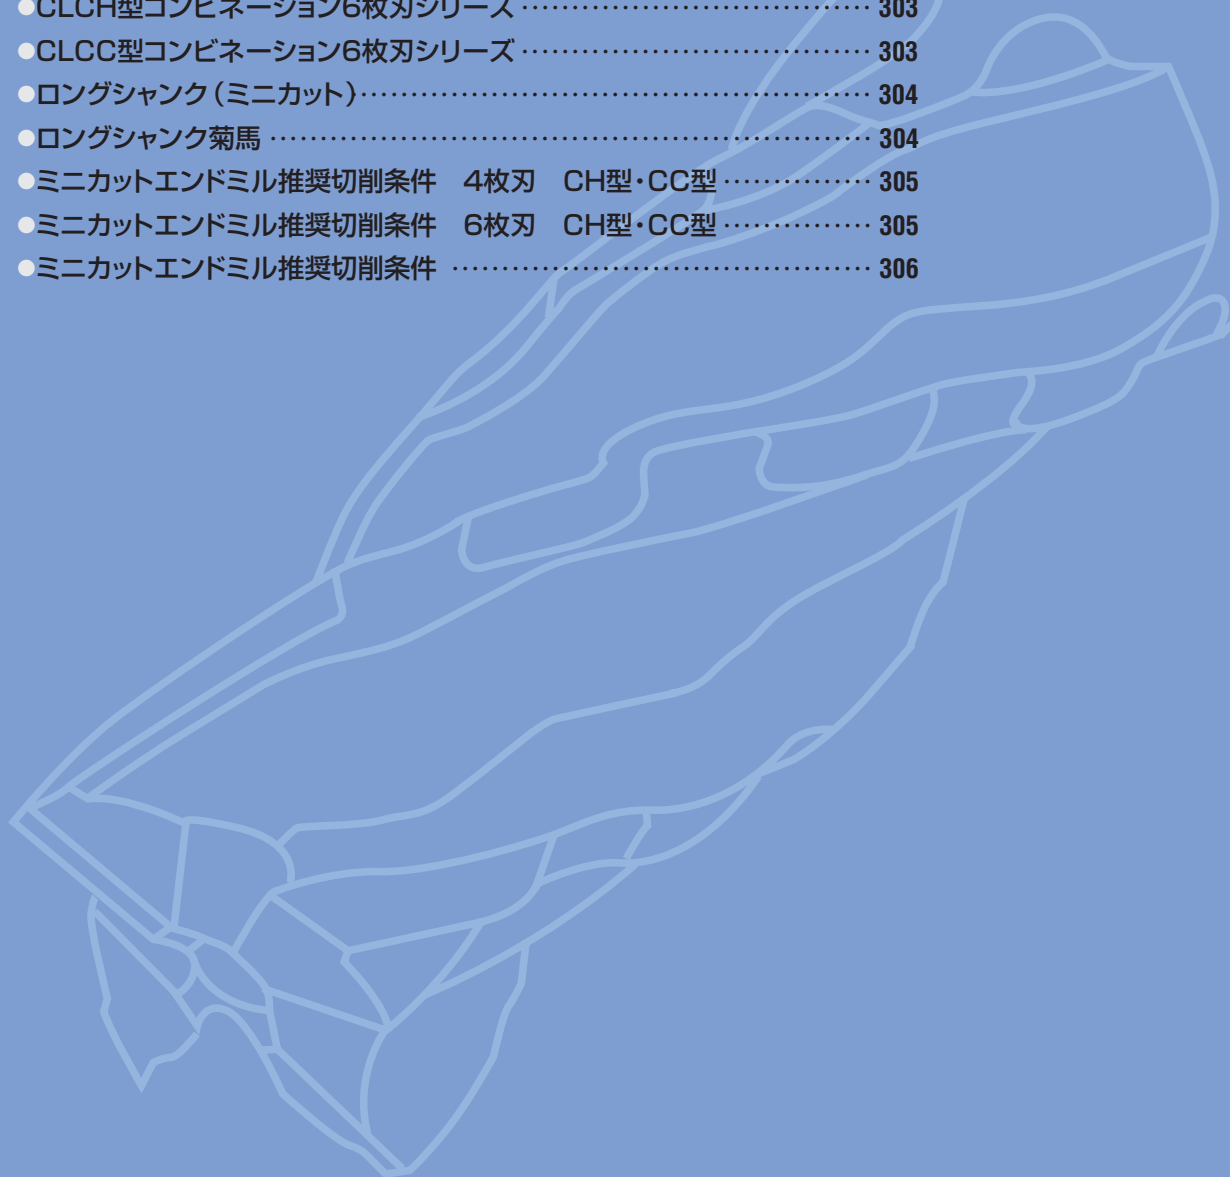 ●CLCH型コンビネーション6枚刃シリーズ …………………………… 303
●CLCC型コンビネーション6枚刃シリーズ …………………………… 303
●ロングシャンク（ミニカット）………………………………………… 304
●ロングシャンク菊馬 ………………………………………………… 304
●ミニカットエンドミル推奨切削条件　4枚刃　CH型・CC型 …………… 305
●ミニカットエンドミル推奨切削条件　6枚刃　CH型・CC型 …………… 305
●ミニカットエンドミル推奨切削条件 ………………………………… 306